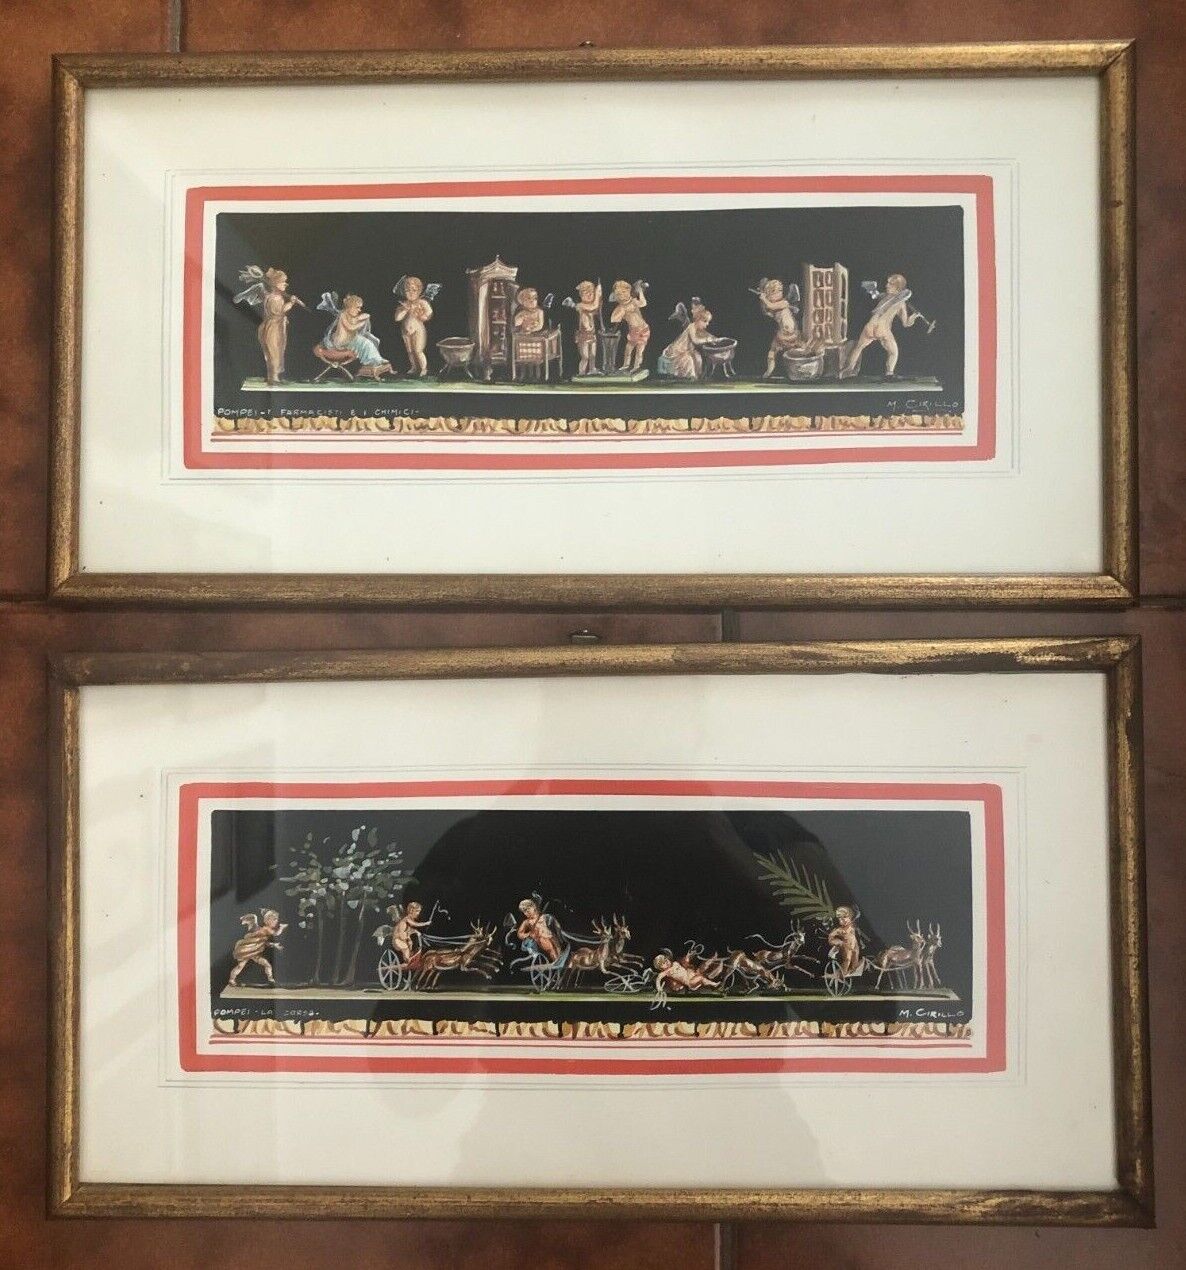 POMPEI - I FARMACISTI E I CHIMICI -
M. CIRILLO
POMPEI - LA CORSA -
M. CIRILLO